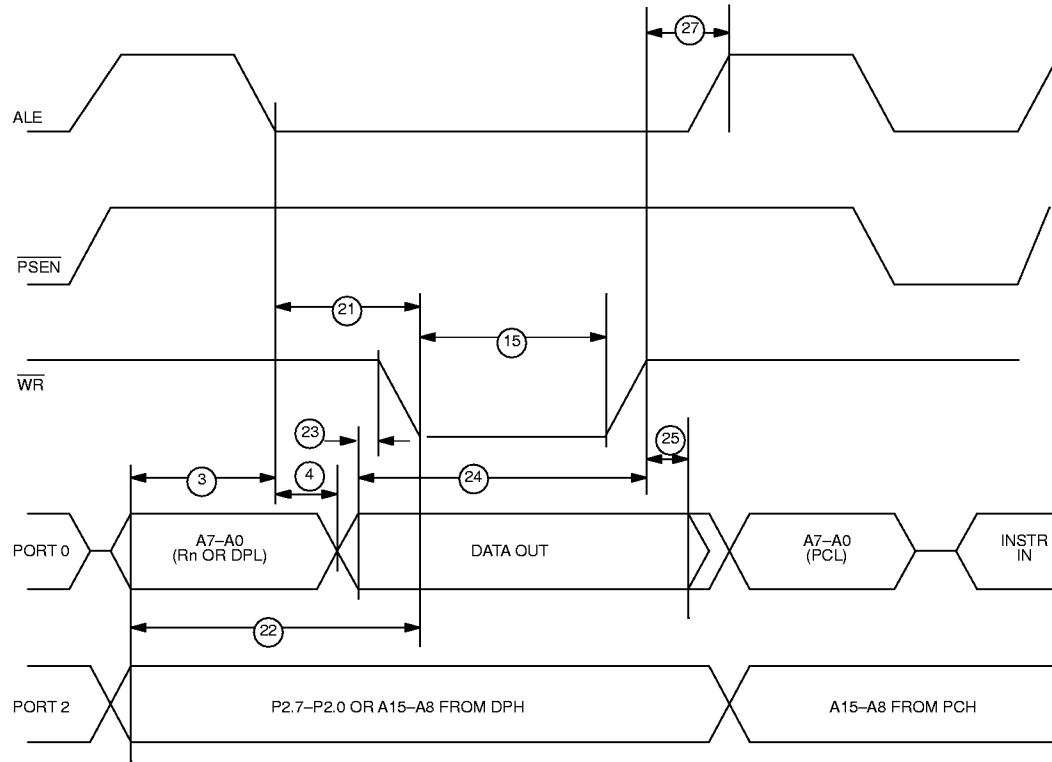 27
ALE
PSEN
21
15
WR
23
25
3
4
24
PORT 0
A7–A0
(Rn OR DPL)
DATA OUT
A7–A0
(PCL)
INSTR
IN
22
PORT 2
P2.7–P2.0 OR A15–A8 FROM DPH
A15–A8 FROM PCH